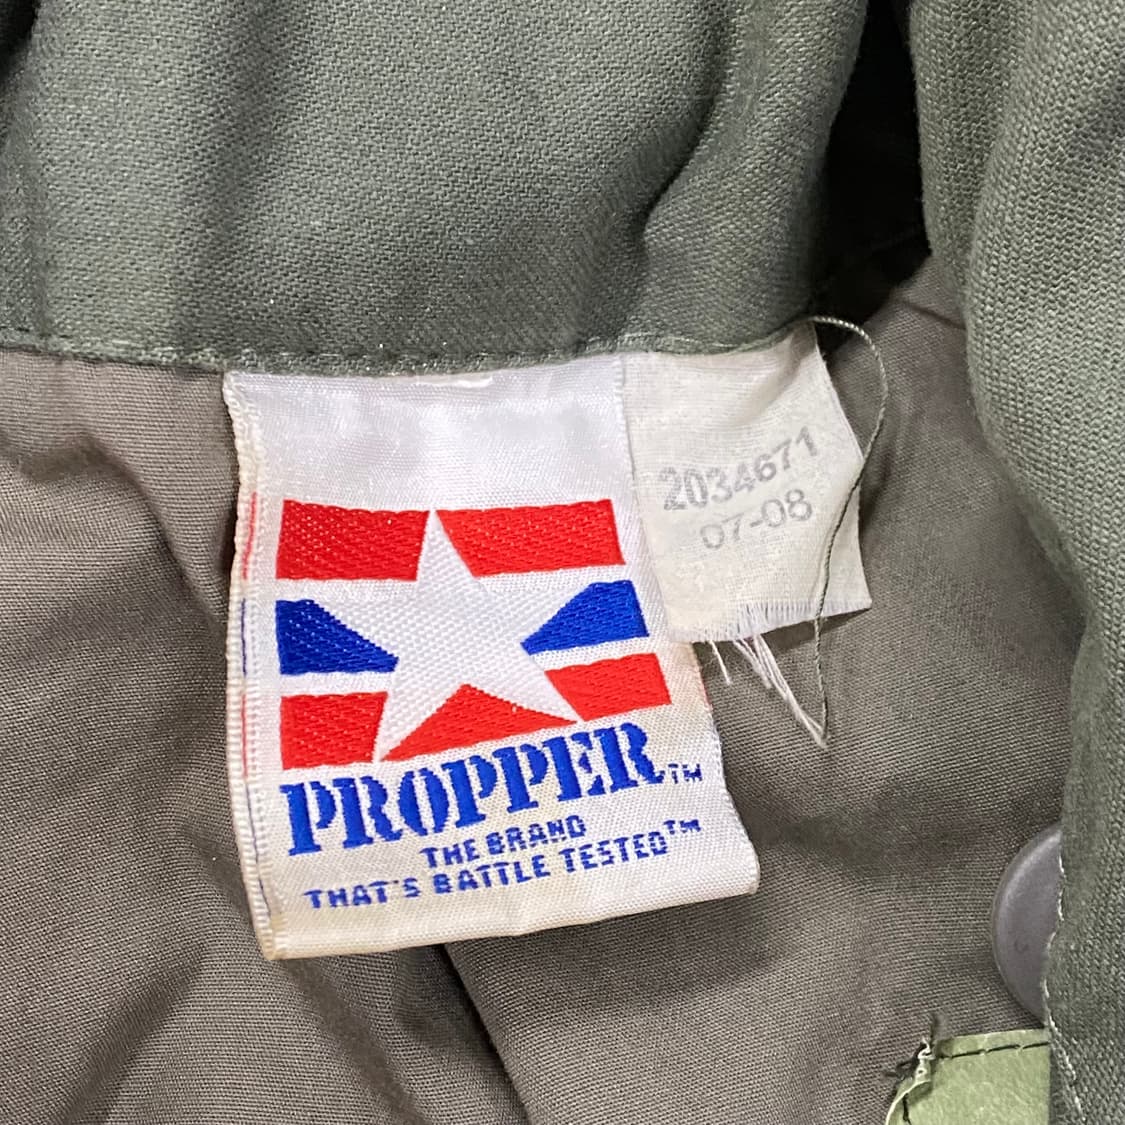 PROPPER™
THE BRAND
THAT'S BATTLE TESTED™
2034671
07-08